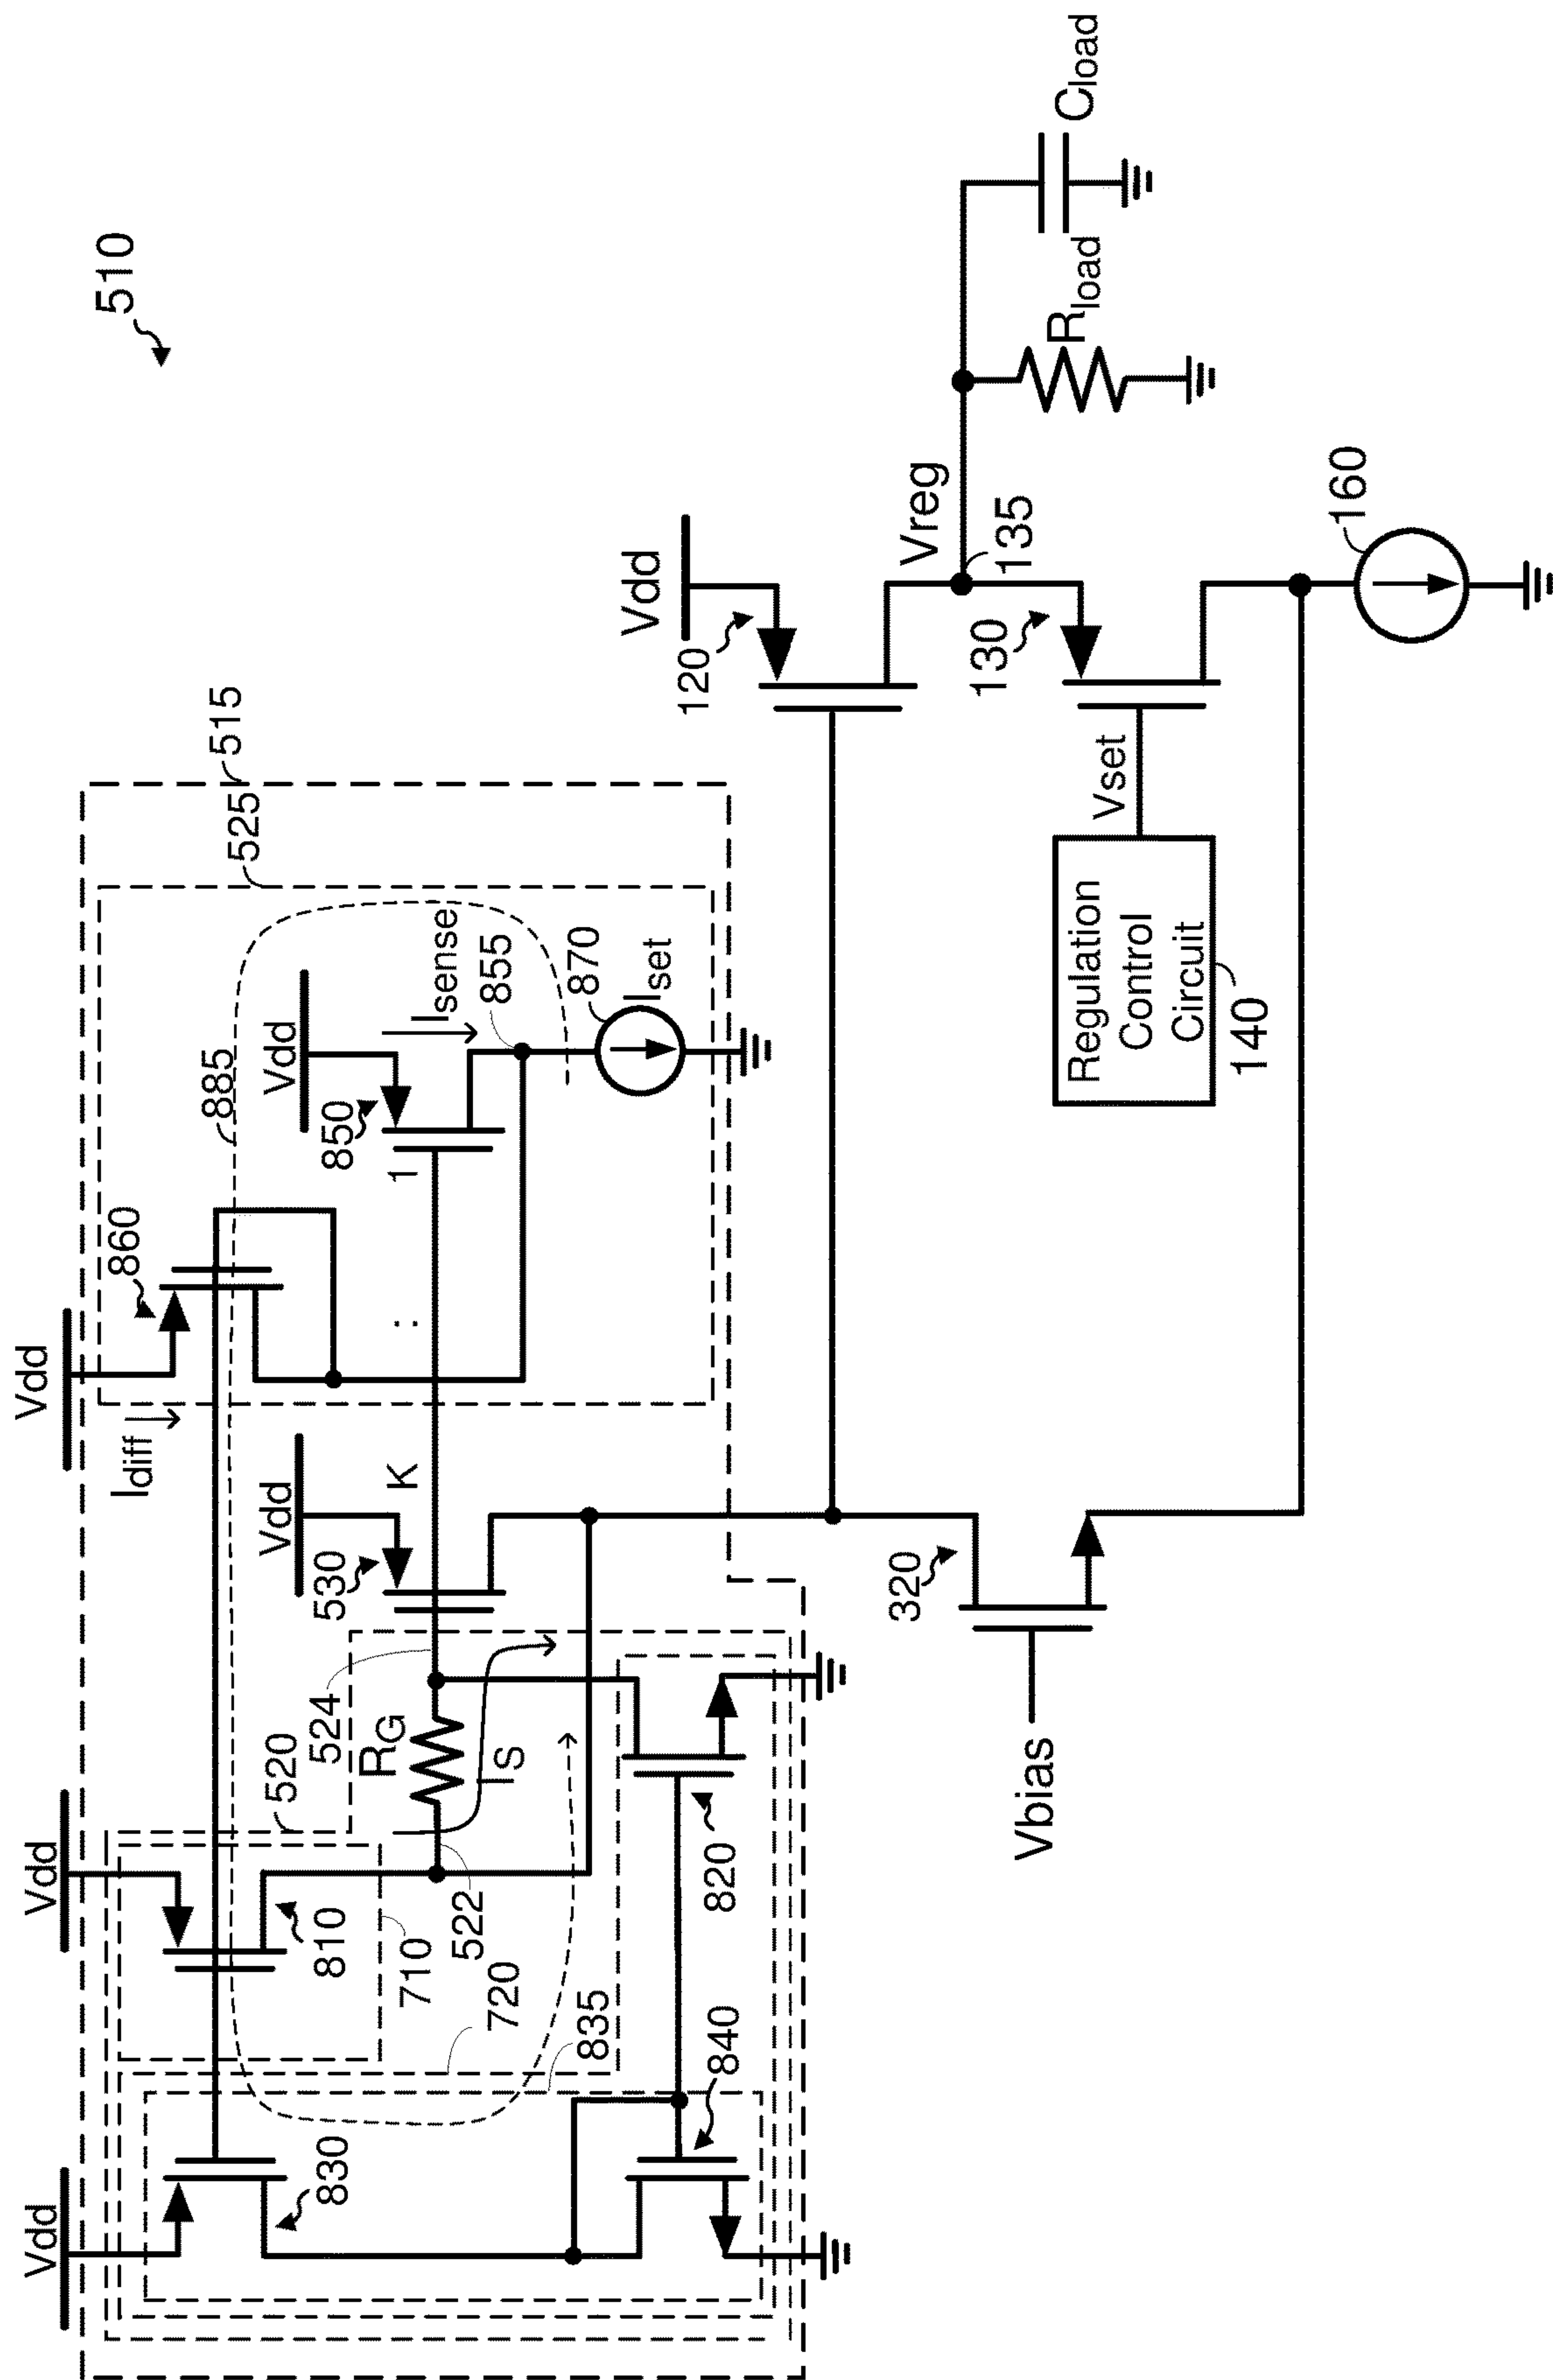 510
515
525
885
Vdd
860
Idiff
Vdd
850
1
Isense
855
870
Iset
:
Vdd
530
K
524
RG
IS
520
Vdd
810
710
522
720
835
Vdd
830
840
820
Vdd
120
Vreg
135
130
Vset
Regulation
Control
Circuit
140
160
Rload
Cload
320
Vbias